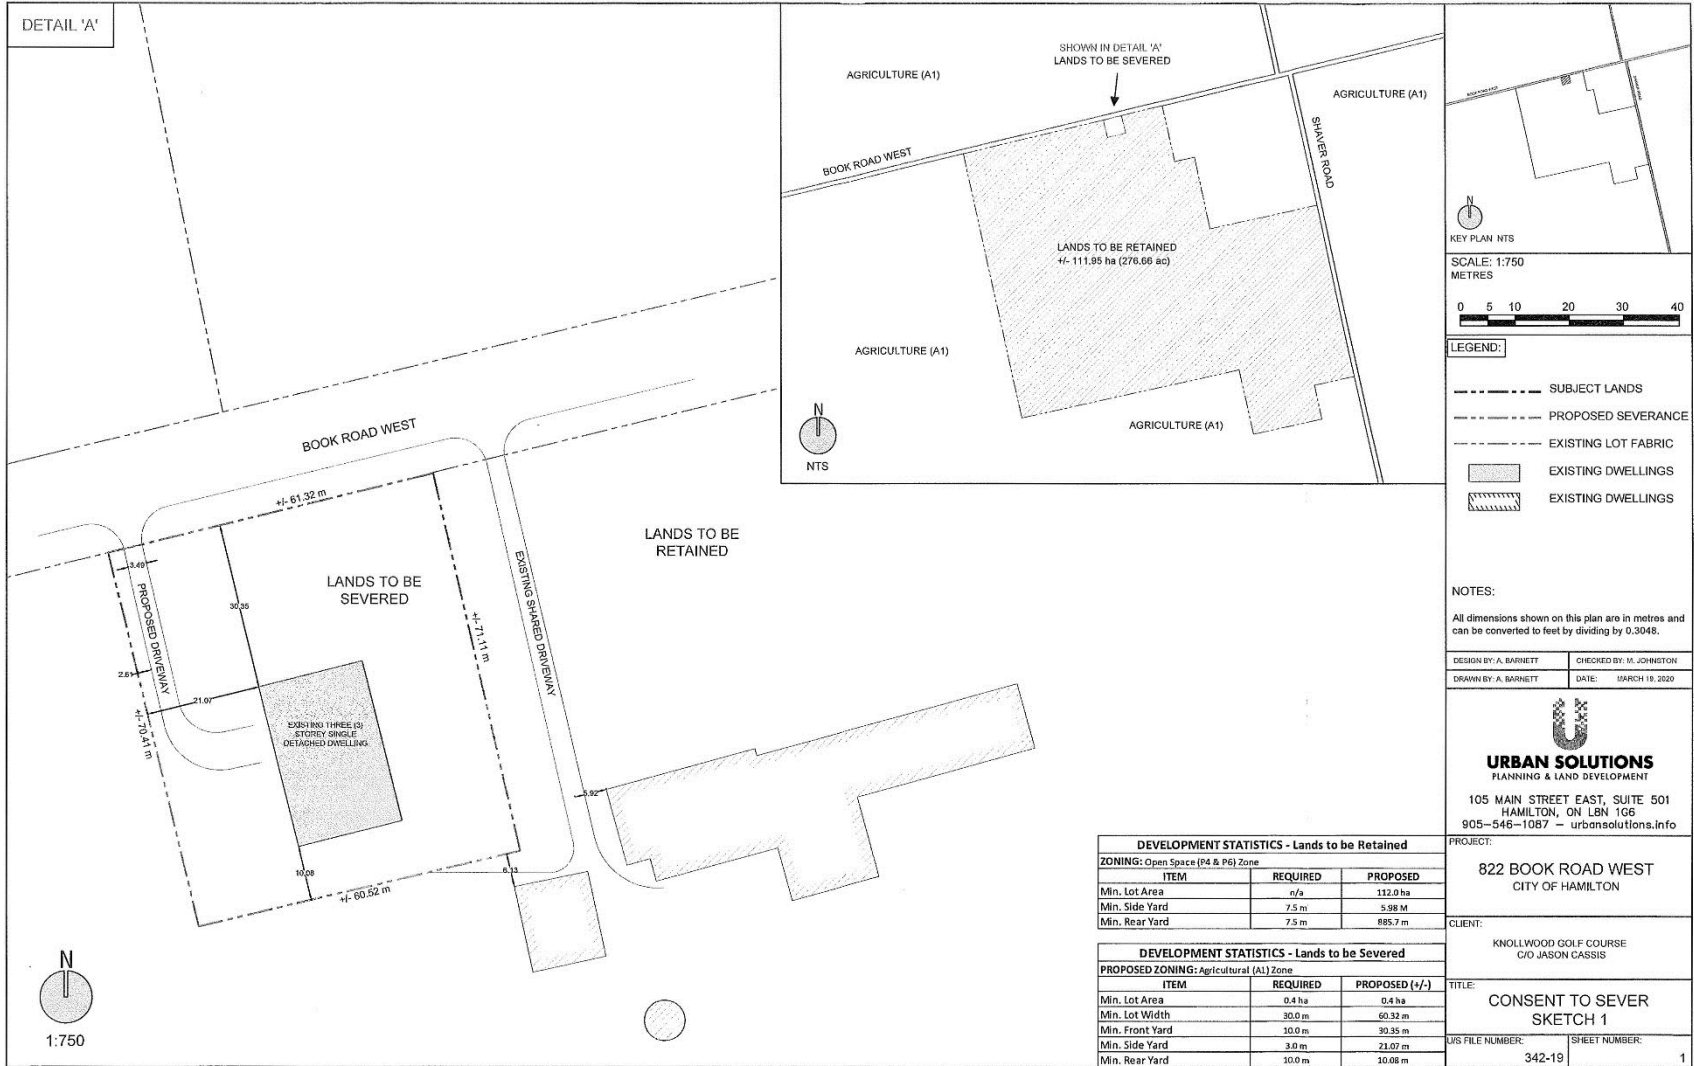 DETAIL 'A'
BOOK ROAD WEST
+/- 61.32 m
LANDS TO BE
SEVERED
LANDS TO BE
RETAINED
3.49
PROPOSED DRIVEWAY
30.35
+/- 71.11 m
EXISTING SHARED DRIVEWAY
2.61
21.07
+/- 70.41 m
EXISTING THREE (3)
STOREY SINGLE
DETACHED DWELLING
5.92
10.08
+/- 60.52 m
6.13
N
1:750
SHOWN IN DETAIL 'A'
LANDS TO BE SEVERED
AGRICULTURE (A1)
AGRICULTURE (A1)
BOOK ROAD WEST
SHAVER ROAD
LANDS TO BE RETAINED
+/- 111.95 ha (276.66 ac)
AGRICULTURE (A1)
AGRICULTURE (A1)
N
NTS
BOOK ROAD WEST
SHAVER ROAD
N
KEY PLAN NTS
SCALE: 1:750
METRES
0 5 10 20 30 40
LEGEND:
SUBJECT LANDS
PROPOSED SEVERANCE
EXISTING LOT FABRIC
EXISTING DWELLINGS
EXISTING DWELLINGS
NOTES:
All dimensions shown on this plan are in metres and
can be converted to feet by dividing by 0.3048.
DESIGN BY: A. BARNETT CHECKED BY: M. JOHNSTON
DRAWN BY: A. BARNETT DATE: MARCH 19, 2020
URBAN SOLUTIONS
PLANNING & LAND DEVELOPMENT
105 MAIN STREET EAST, SUITE 501
HAMILTON, ON L8N 1G6
905-546-1087 - urbansolutions.info
PROJECT:
822 BOOK ROAD WEST
CITY OF HAMILTON
CLIENT:
KNOLLWOOD GOLF COURSE
C/O JASON CASSIS
TITLE:
CONSENT TO SEVER
SKETCH 1
U/S FILE NUMBER: SHEET NUMBER:
342-19 1
DEVELOPMENT STATISTICS - Lands to be Retained
ZONING: Open Space (P4 & P6) Zone
ITEM REQUIRED PROPOSED
Min. Lot Area n/a 112.0 ha
Min. Side Yard 7.5 m 5.98 M
Min. Rear Yard 7.5 m 885.7 m
DEVELOPMENT STATISTICS - Lands to be Severed
PROPOSED ZONING: Agricultural (A1) Zone
ITEM REQUIRED PROPOSED (+/-)
Min. Lot Area 0.4 ha 0.4 ha
Min. Lot Width 30.0 m 60.32 m
Min. Front Yard 10.0 m 30.35 m
Min. Side Yard 3.0 m 21.07 m
Min. Rear Yard 10.0 m 10.08 m